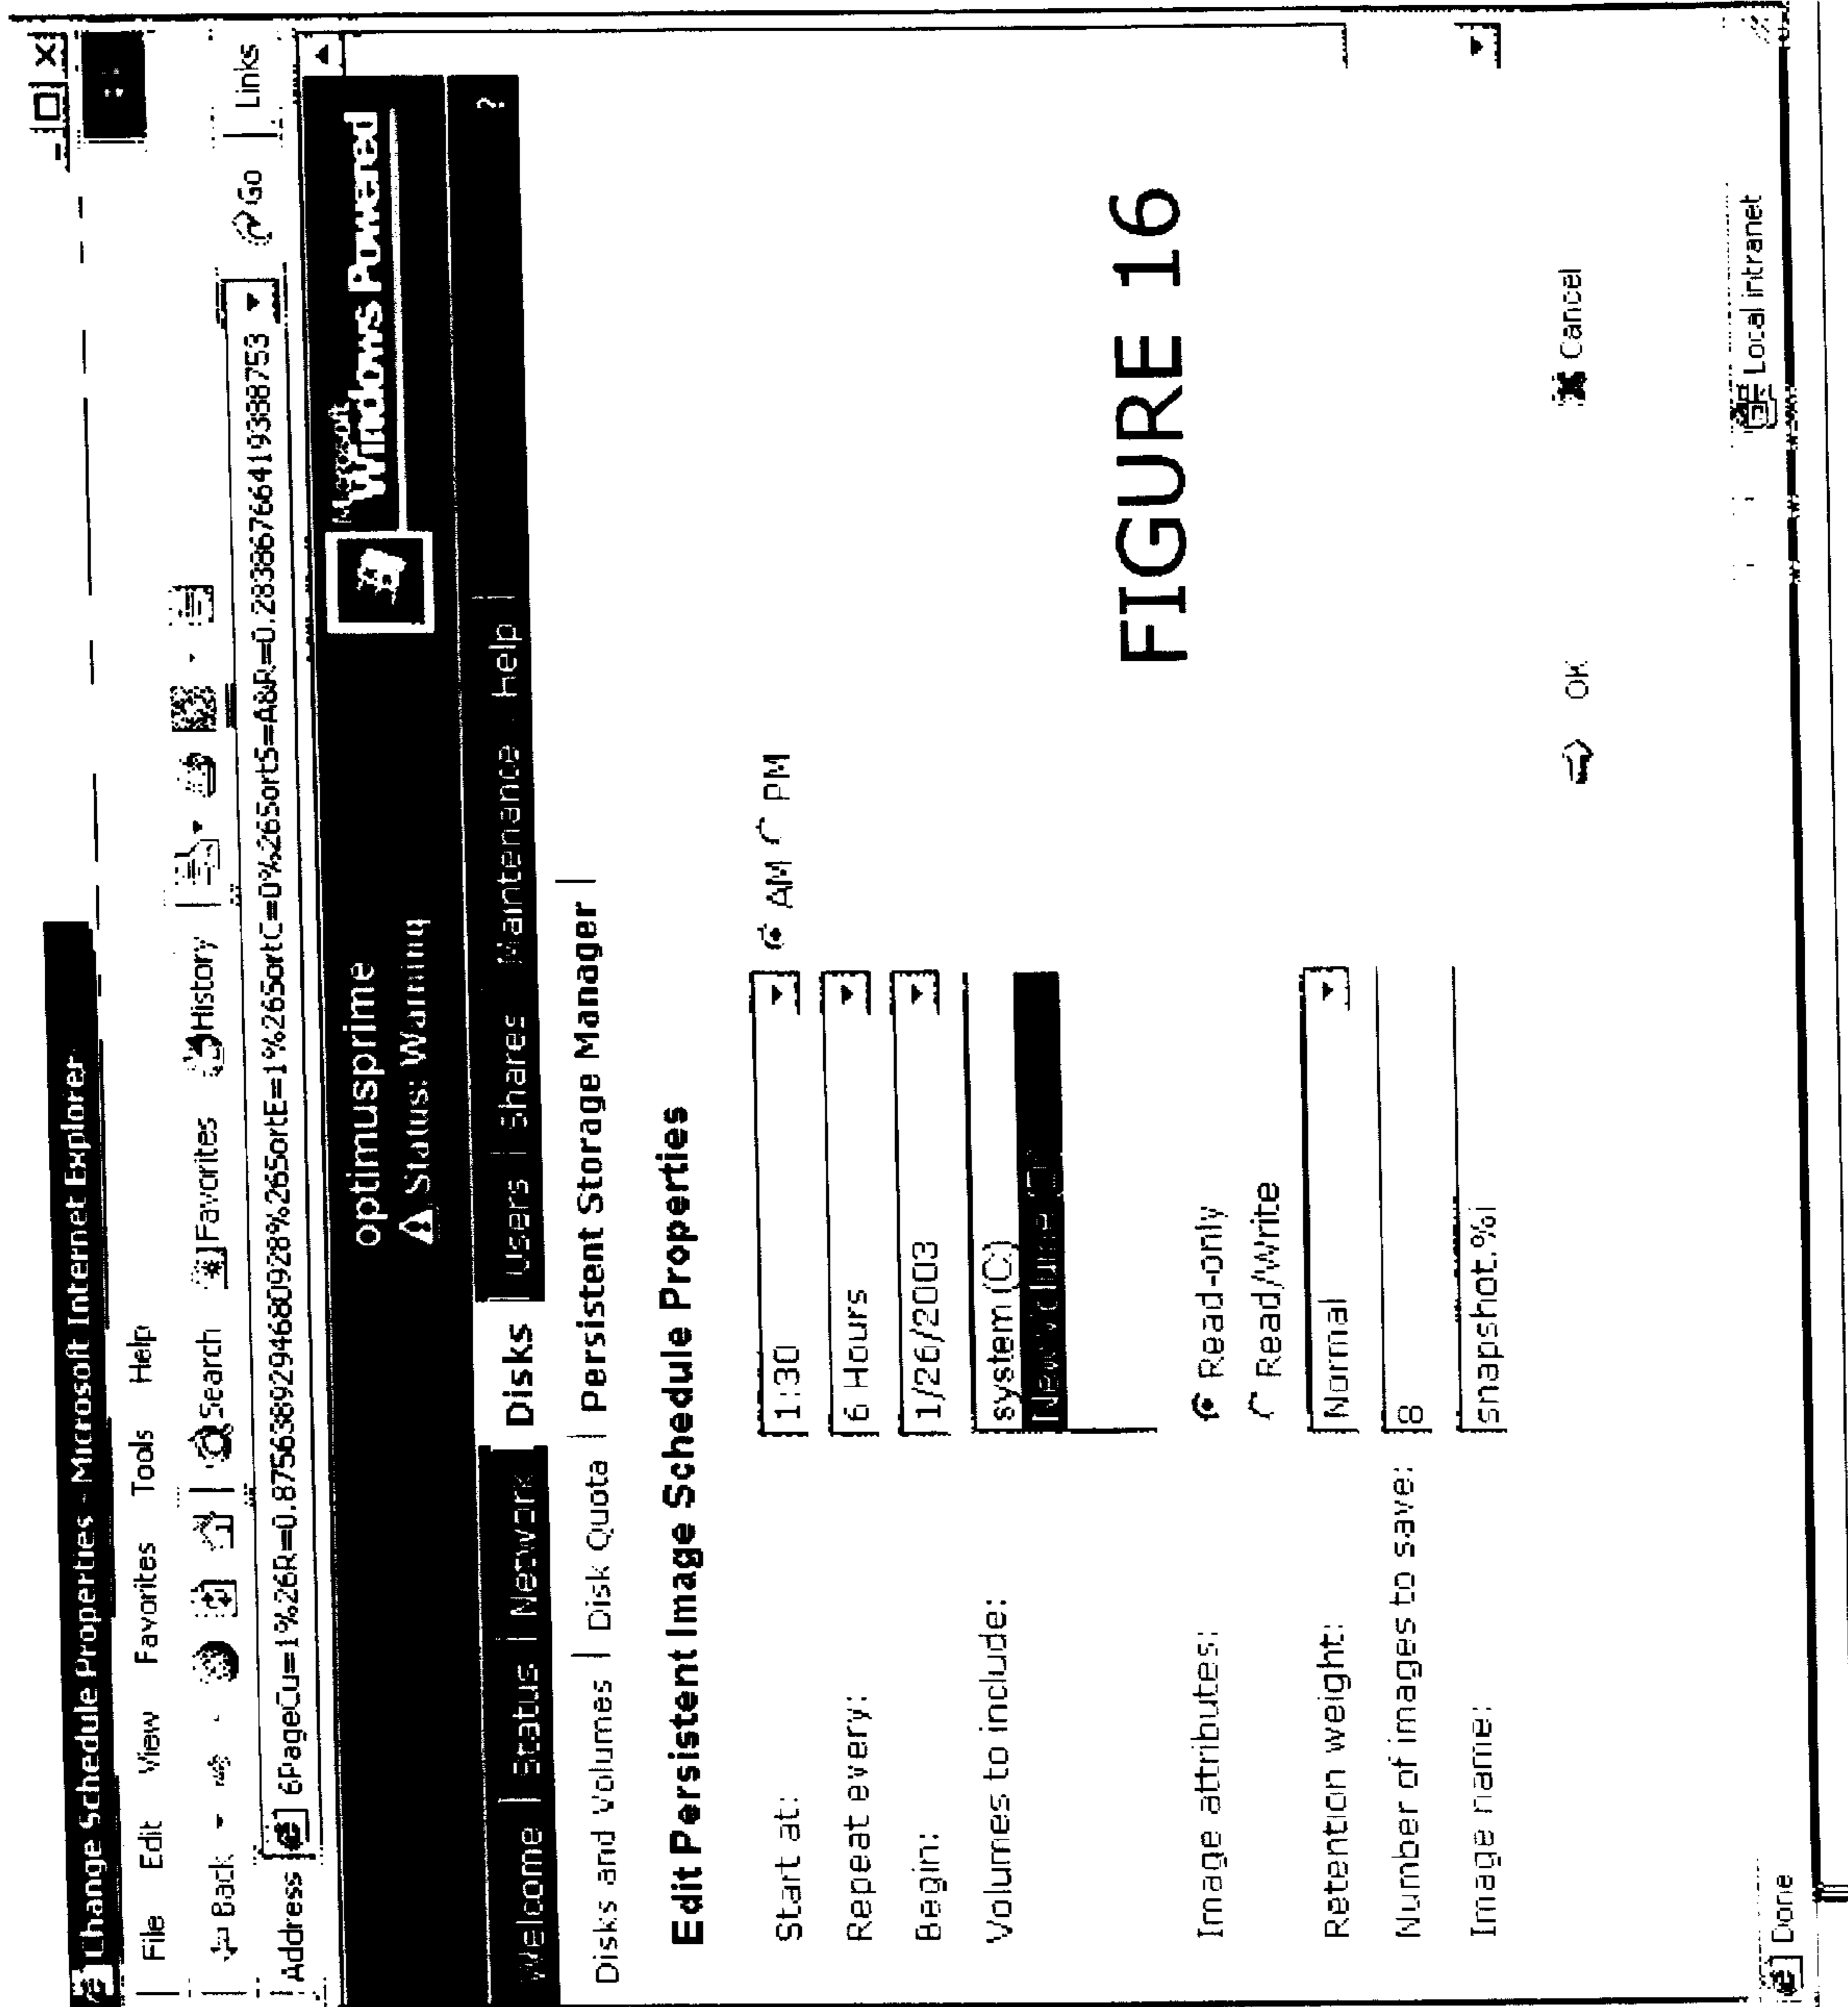 Change Schedule Properties - Microsoft Internet Explorer
File Edit View Favorites Tools Help
Back Search Favorites History
Address 6PageCu=1%26R=0.8756389294680928%26SortE=1%26SortC=0%26SortS=A&R=0.2838676641938753 Go Links
optimusprime
Status: Warning
Microsoft
Windows Powered
Welcome | Status | Network | Disks | Users | Shares Maintenance Help | ?
Disks and Volumes | Disk Quota | Persistent Storage Manager |
Edit Persistent Image Schedule Properties
Start at: 1:30 AM PM
Repeat every: 6 Hours
Begin: 1/26/2003
Volumes to include: system (C:)
New Volume
Image attributes: Read-only
Read/Write
Retention weight: Normal
Number of images to save: 8
Image name: snapshot.%i
FIGURE 16
OK Cancel
Done Local intranet